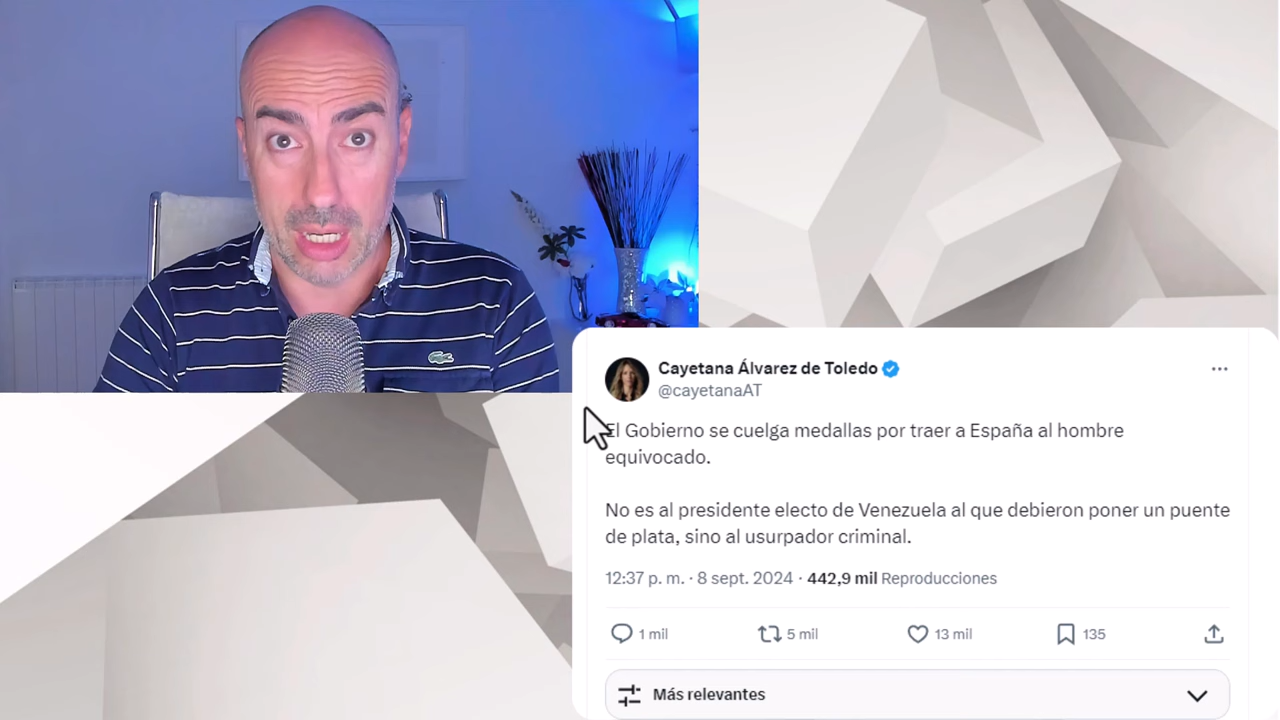 Cayetana Álvarez de Toledo
@cayetanaAT
El Gobierno se cuelga medallas por traer a España al hombre
equivocado.
No es al presidente electo de Venezuela al que debieron poner un puente
de plata, sino al usurpador criminal.
12:37 p. m. · 8 sept. 2024 · 442,9 mil Reproducciones
1 mil 5 mil 13 mil 135
Más relevantes